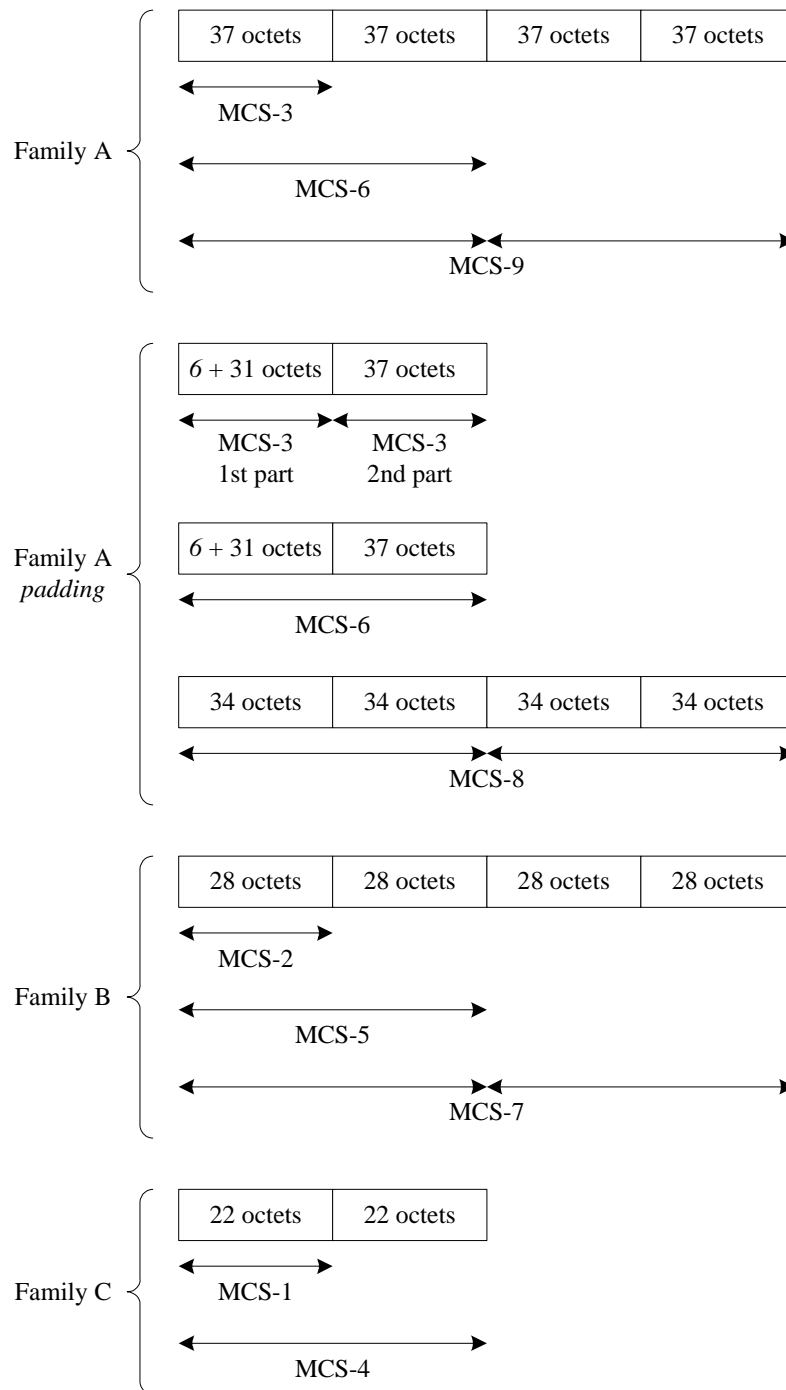 37 octets 37 octets 37 octets 37 octets
MCS-3
Family A
MCS-6
MCS-9
6 + 31 octets 37 octets
MCS-3 MCS-3
1st part 2nd part
6 + 31 octets 37 octets
Family A
padding
MCS-6
34 octets 34 octets 34 octets 34 octets
MCS-8
28 octets 28 octets 28 octets 28 octets
MCS-2
Family B
MCS-5
MCS-7
22 octets 22 octets
MCS-1
Family C
MCS-4